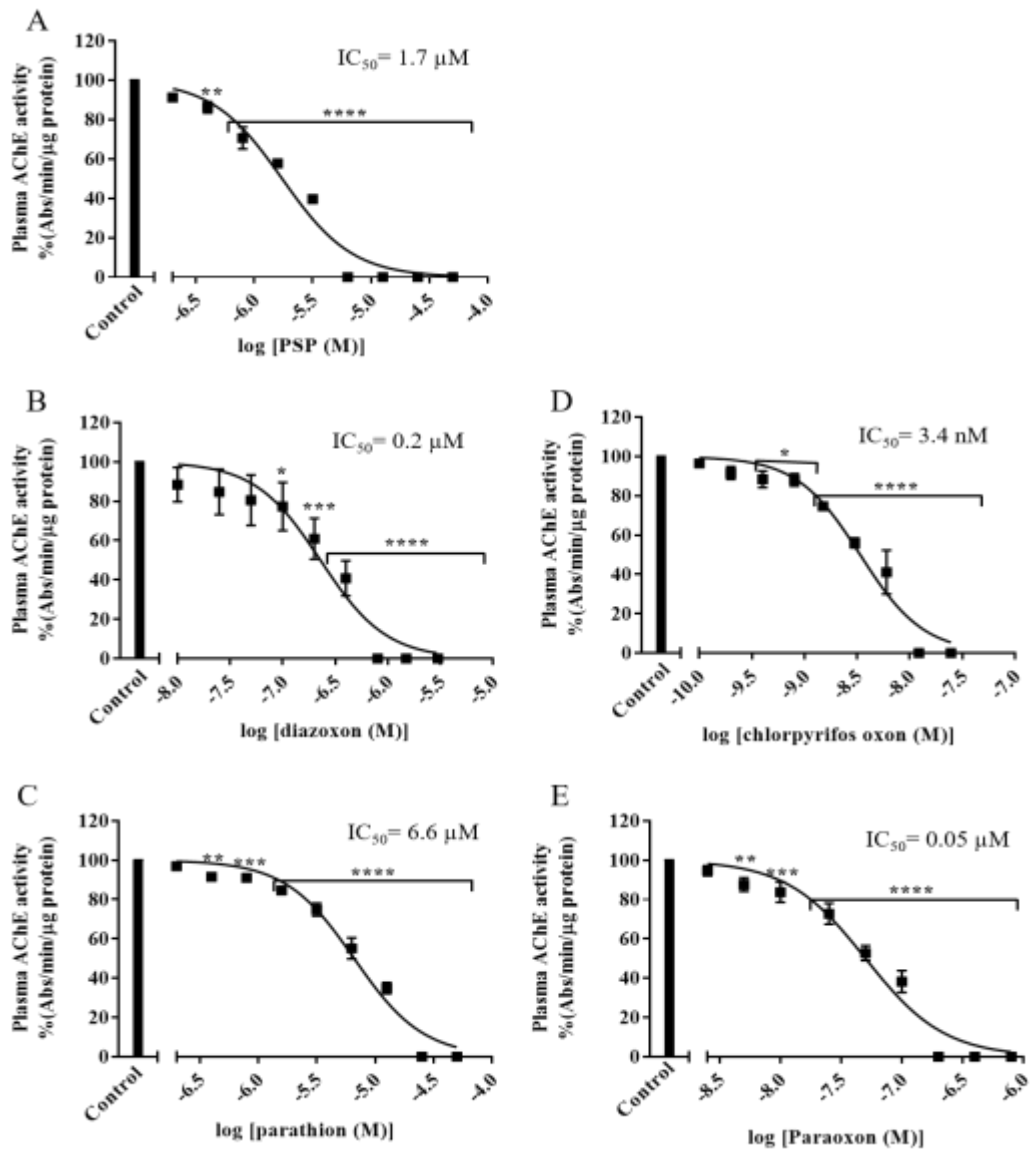 A
Plasma AChE activity
%(Abs/min/µg protein)
120
100
80
60
40
20
0
IC50= 1.7 µM
**
****
Control
-6.5
-6.0
-5.5
-5.0
-4.5
-4.0
log [PSP (M)]
B
Plasma AChE activity
%(Abs/min/µg protein)
120
100
80
60
40
20
0
IC50= 0.2 µM
*
***
****
Control
-8.0
-7.5
-7.0
-6.5
-6.0
-5.5
-5.0
log [diazoxon (M)]
D
Plasma AChE activity
%(Abs/min/µg protein)
120
100
80
60
40
20
0
IC50= 3.4 nM
*
****
Control
-10.0
-9.5
-9.0
-8.5
-8.0
-7.5
-7.0
log [chlorpyrifos oxon (M)]
C
Plasma AChE activity
%(Abs/min/µg protein)
120
100
80
60
40
20
0
IC50= 6.6 µM
**
***
****
Control
-6.5
-6.0
-5.5
-5.0
-4.5
-4.0
log [parathion (M)]
E
Plasma AChE activity
%(Abs/min/µg protein)
120
100
80
60
40
20
0
IC50= 0.05 µM
**
***
****
Control
-8.5
-8.0
-7.5
-7.0
-6.5
-6.0
log [Paraoxon (M)]